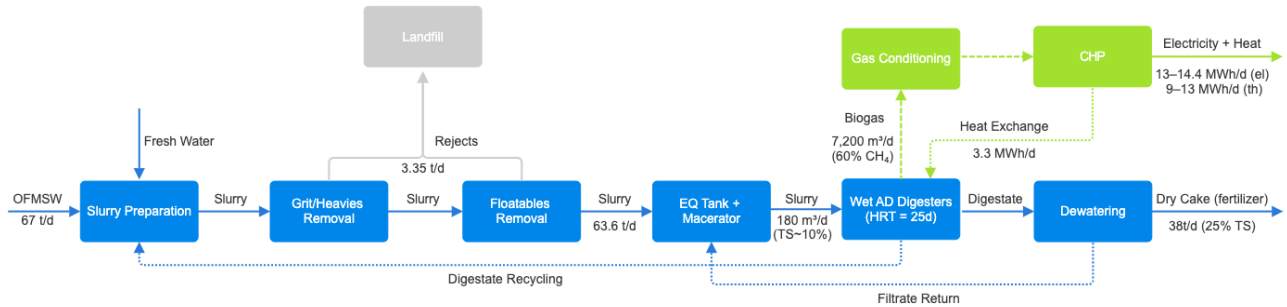 Landfill
Gas Conditioning
CHP
Electricity + Heat
13–14.4 MWh/d (el)
9–13 MWh/d (th)
Fresh Water
Rejects
3.35 t/d
Biogas
7,200 m³/d
(60% CH₄)
Heat Exchange
3.3 MWh/d
OFMSW
67 t/d
Slurry Preparation
Slurry
Grit/Heavies
Removal
Slurry
Floatables
Removal
Slurry
63.6 t/d
EQ Tank +
Macerator
Slurry
180 m³/d
(TS~10%)
Wet AD Digesters
(HRT = 25d)
Digestate
Dewatering
Dry Cake (fertilizer)
38t/d (25% TS)
Digestate Recycling
Filtrate Return